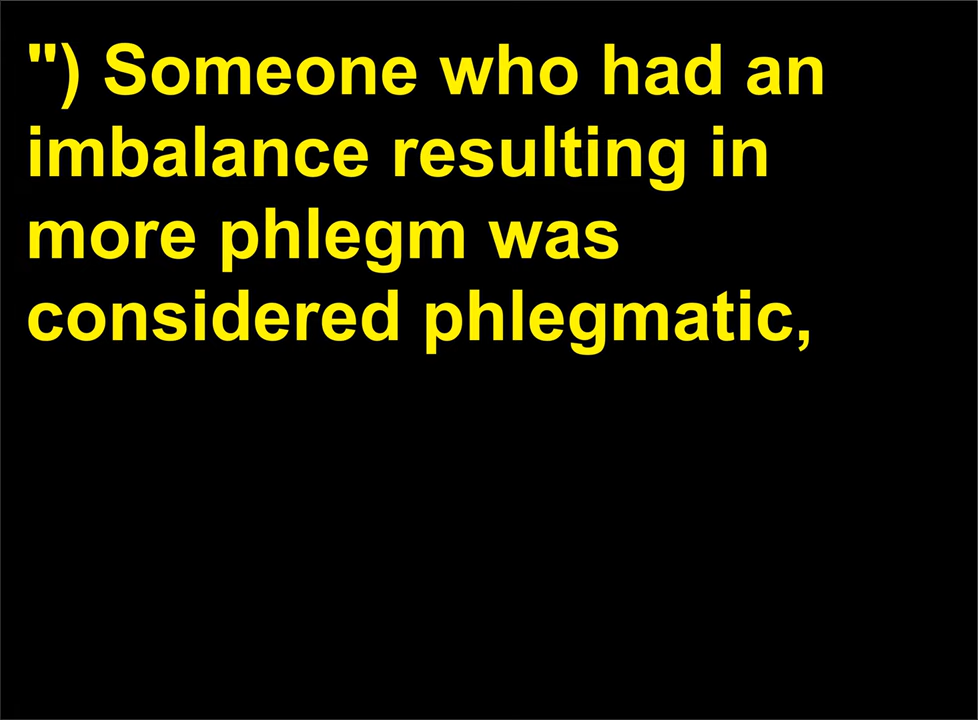 ") Someone who had an
imbalance resulting in
more phlegm was
considered phlegmatic,